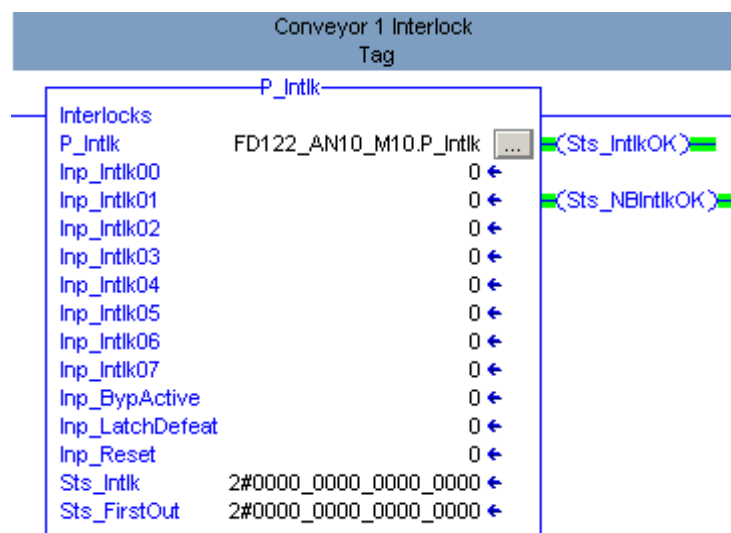 Conveyor 1 Interlock
Tag
P_Intlk
Interlocks
P_Intlk FD122_AN10_M10.P_Intlk ... (Sts_IntlkOK)
Inp_Intlk00 0
Inp_Intlk01 0 (Sts_NBIntlkOK)
Inp_Intlk02 0
Inp_Intlk03 0
Inp_Intlk04 0
Inp_Intlk05 0
Inp_Intlk06 0
Inp_Intlk07 0
Inp_BypActive 0
Inp_LatchDefeat 0
Inp_Reset 0
Sts_Intlk 2#0000_0000_0000_0000
Sts_FirstOut 2#0000_0000_0000_0000